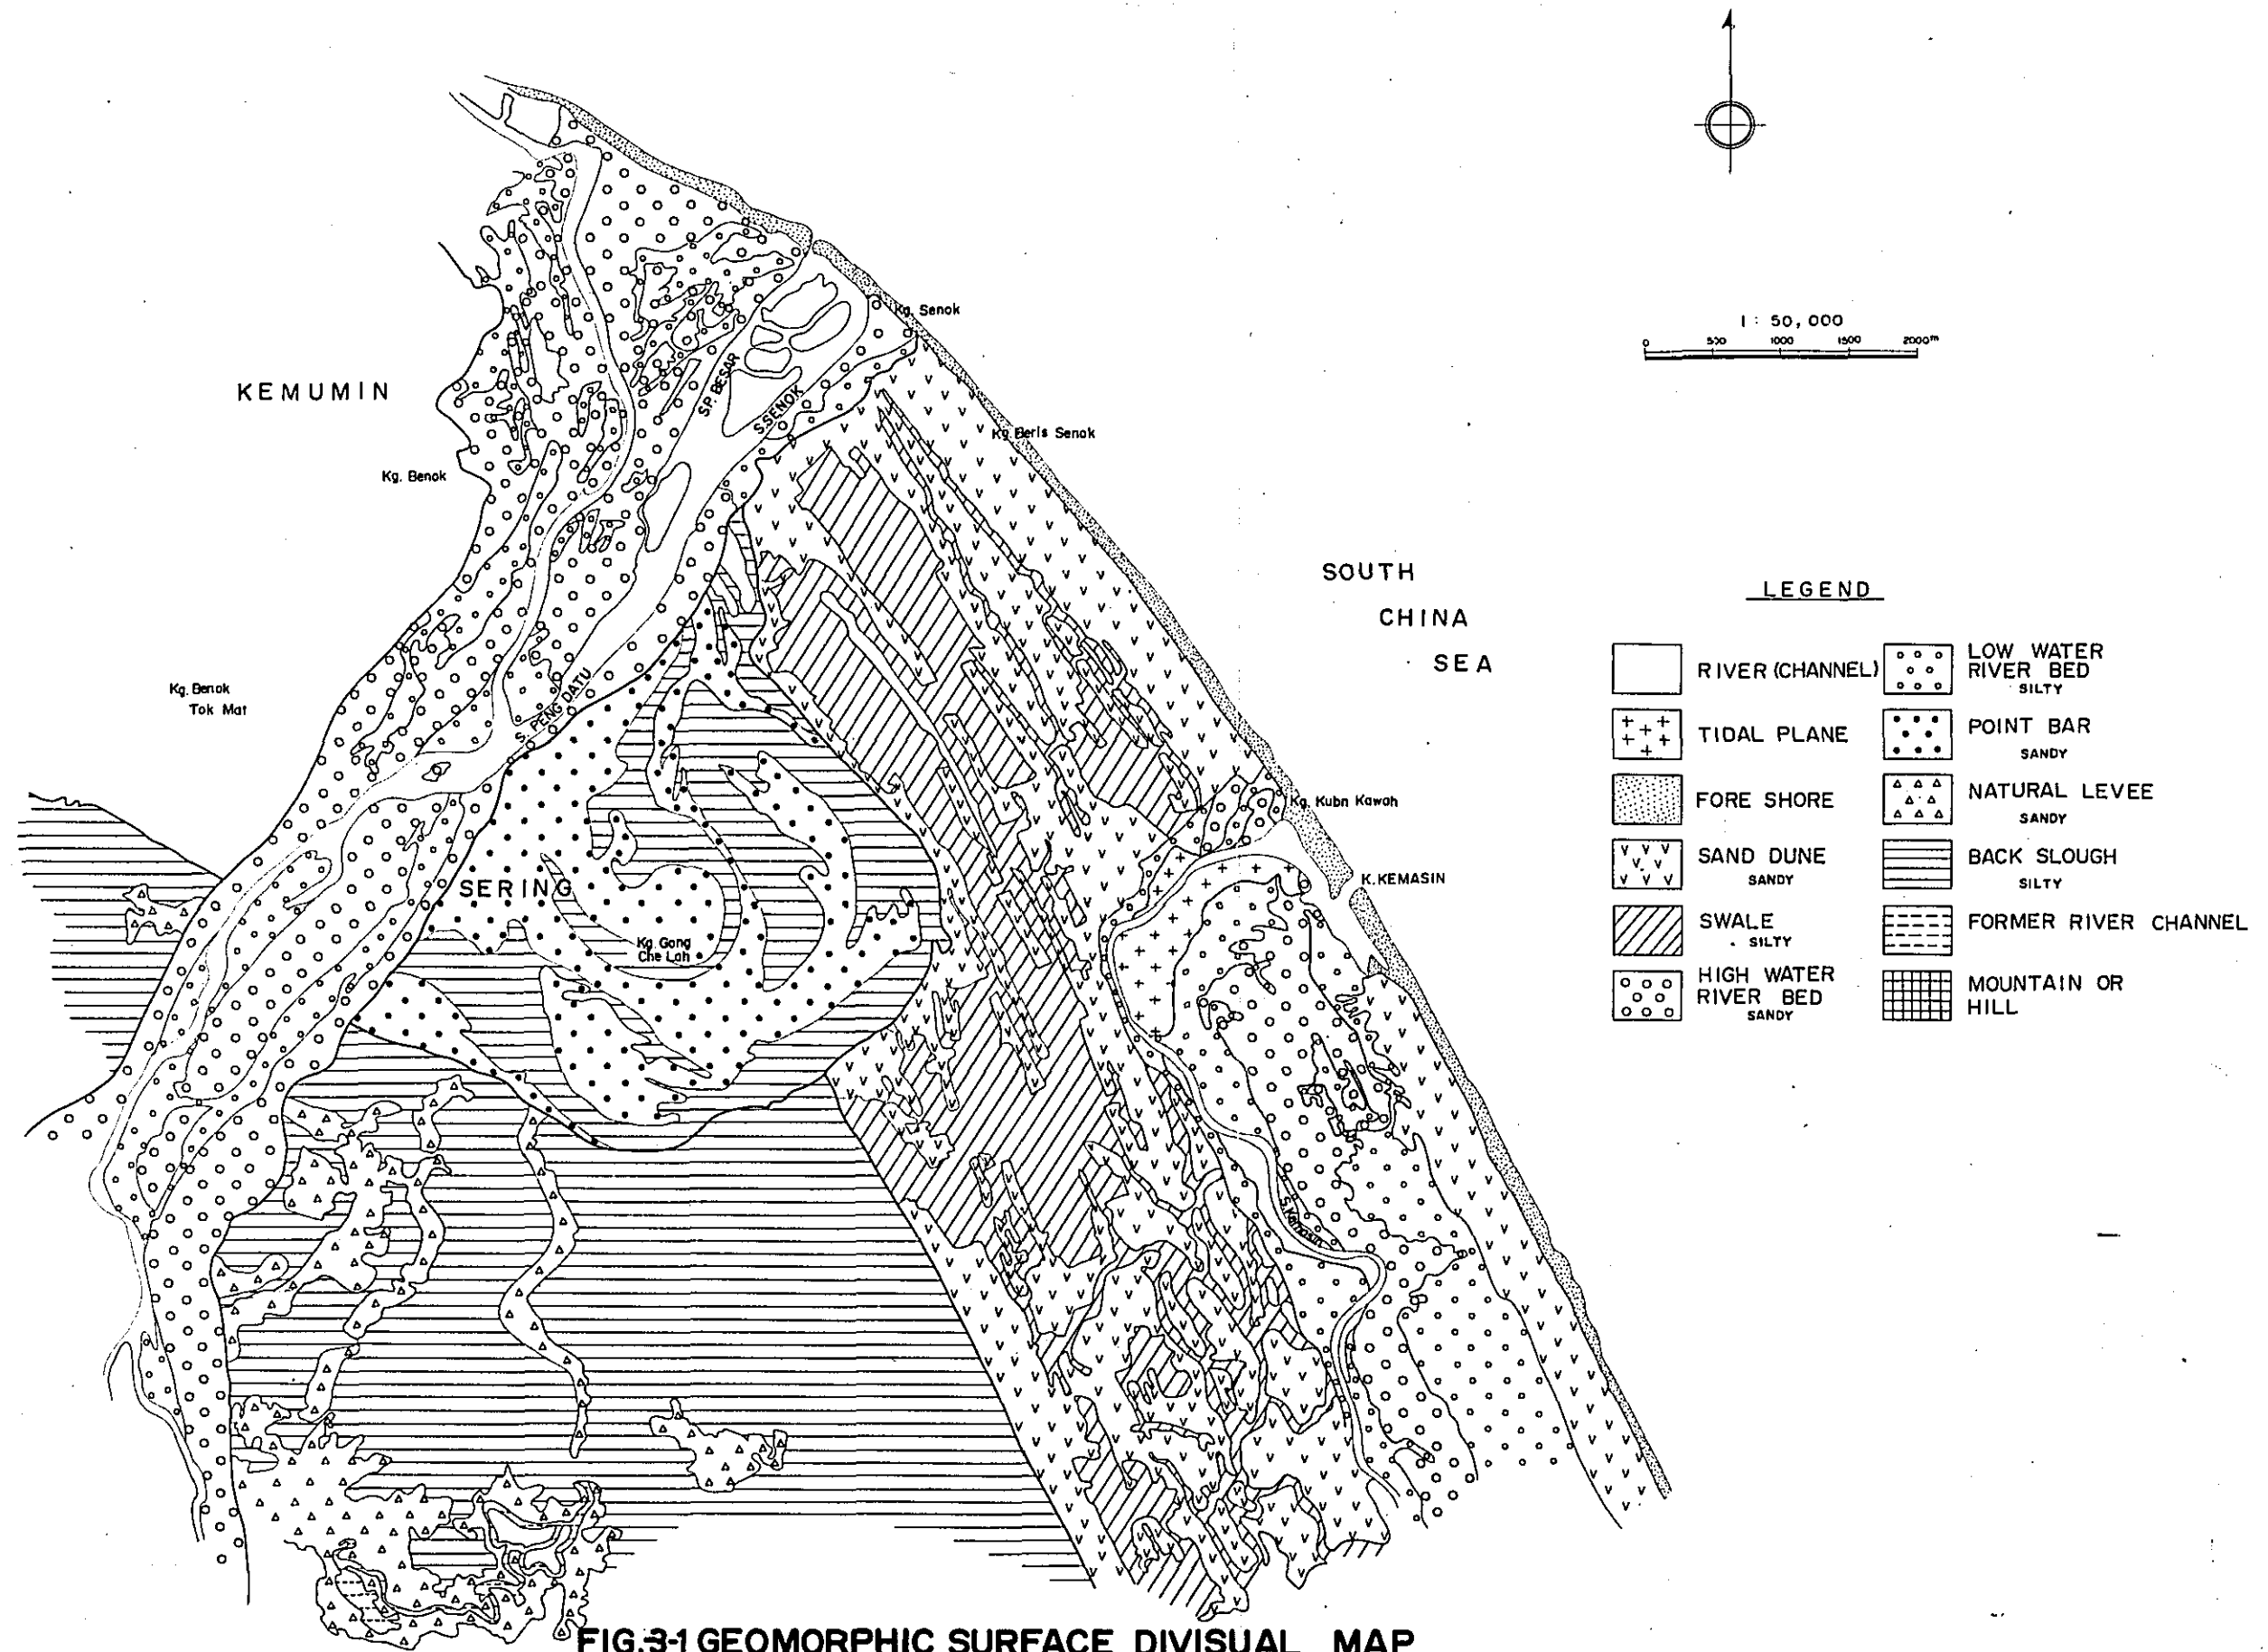 KEMUMIN
Kg. Senok
Kg. Beris Senok
S.P. BESAR
S.SENOK
Kg. Benok
Kg. Benok
Tok Mat
S. PENG DATU
SERING
Kg. Gong
Che Lah
Kg. Kubn Kawah
K.KEMASIN
S. Kemasin
SOUTH
CHINA
SEA
1 : 50,000
0 500 1000 1500 2000m
LEGEND
RIVER (CHANNEL)
TIDAL PLANE
FORE SHORE
SAND DUNE
SANDY
SWALE
SILTY
HIGH WATER
RIVER BED
SANDY
LOW WATER
RIVER BED
SILTY
POINT BAR
SANDY
NATURAL LEVEE
SANDY
BACK SLOUGH
SILTY
FORMER RIVER CHANNEL
MOUNTAIN OR
HILL
FIG.3-1 GEOMORPHIC SURFACE DIVISUAL MAP